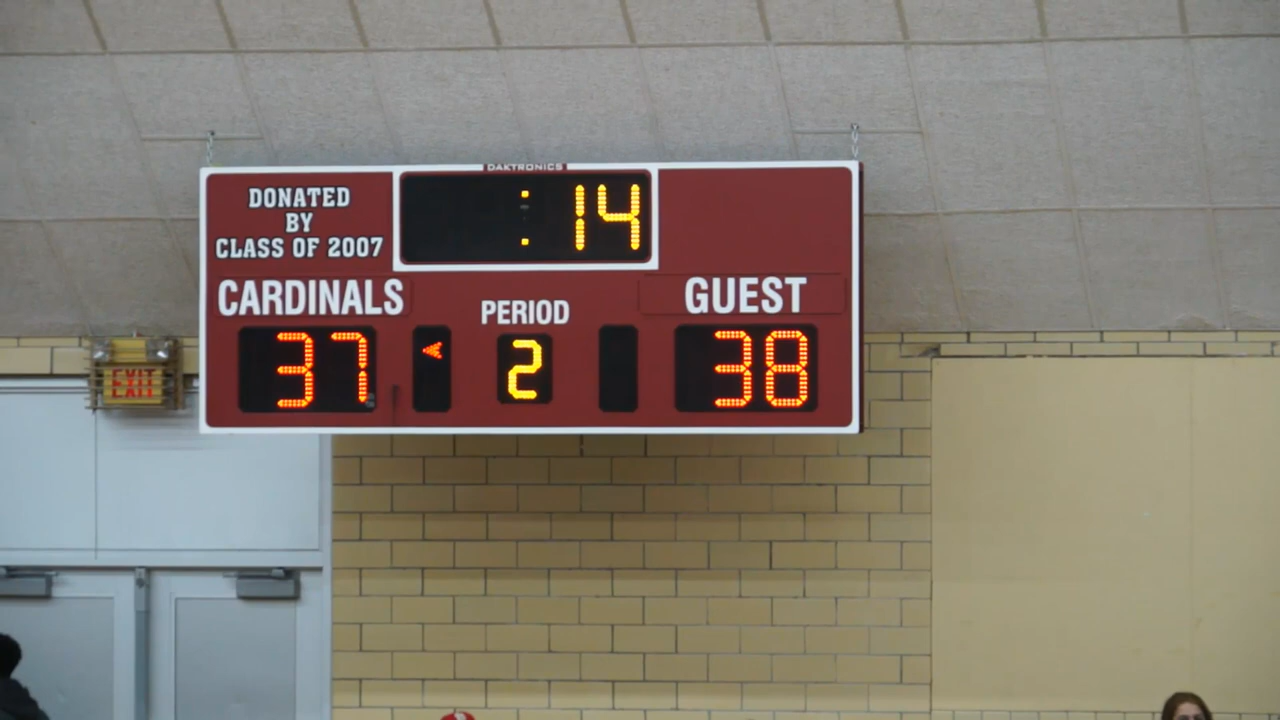 DAKTRONICS
DONATED
BY
CLASS OF 2007
:14
CARDINALS
PERIOD
GUEST
37
2
38
EXIT